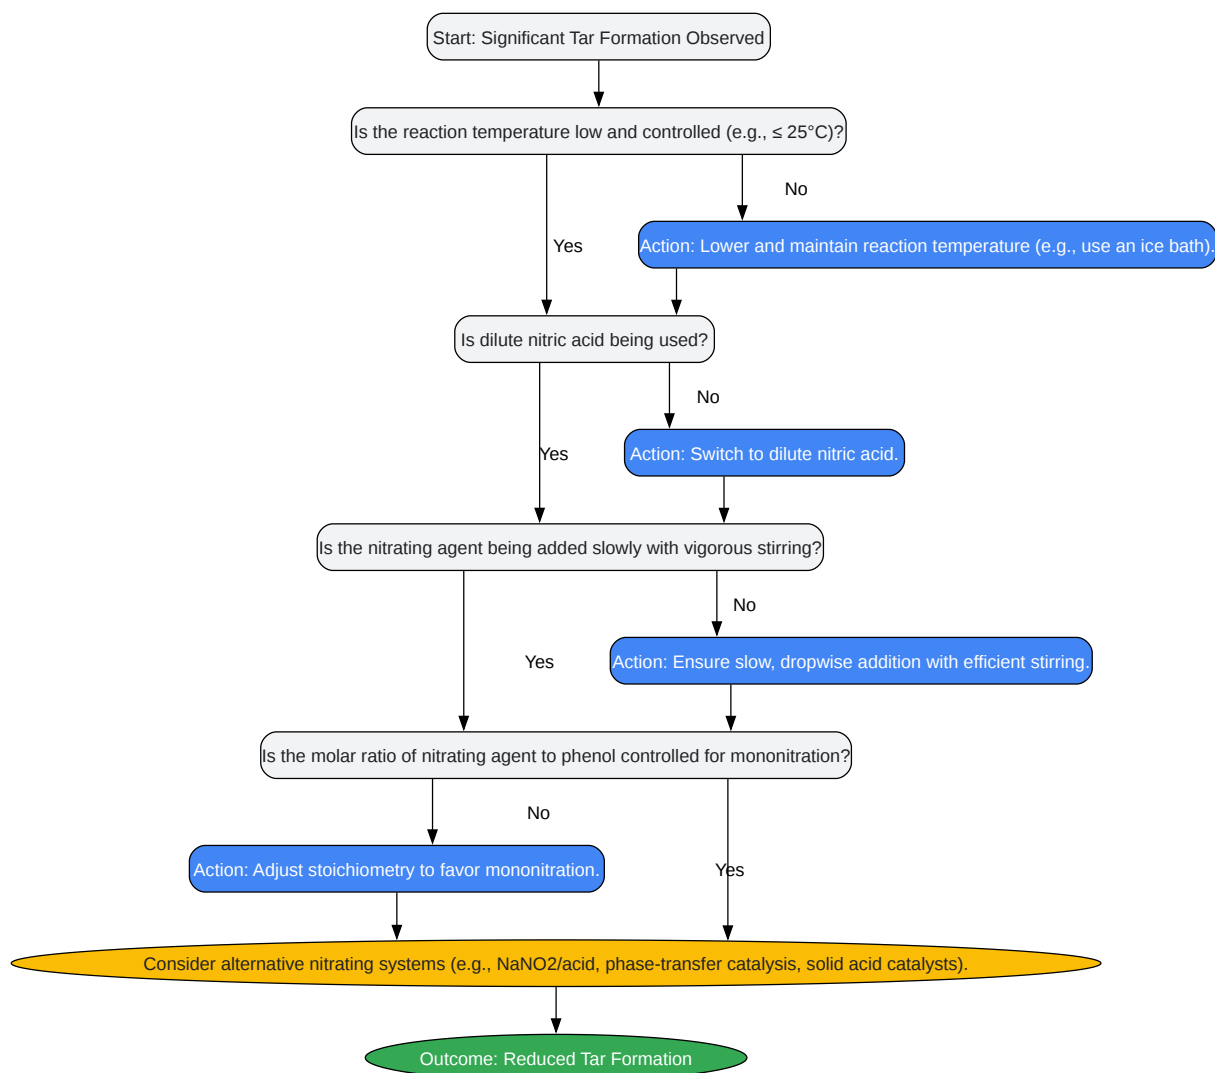 Start: Significant Tar Formation Observed
Is the reaction temperature low and controlled (e.g., ≤ 25°C)?
No
Yes
Action: Lower and maintain reaction temperature (e.g., use an ice bath).
Is dilute nitric acid being used?
No
Yes
Action: Switch to dilute nitric acid.
Is the nitrating agent being added slowly with vigorous stirring?
No
Yes
Action: Ensure slow, dropwise addition with efficient stirring.
Is the molar ratio of nitrating agent to phenol controlled for mononitration?
No
Action: Adjust stoichiometry to favor mononitration.
Yes
Consider alternative nitrating systems (e.g., NaNO2/acid, phase-transfer catalysis, solid acid catalysts).
Outcome: Reduced Tar Formation